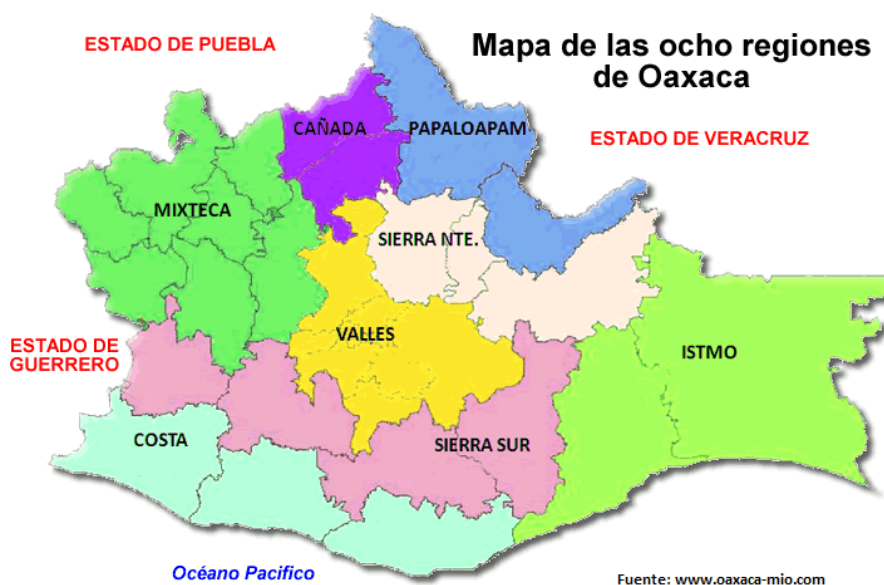 Mapa de las ocho regiones
de Oaxaca
ESTADO DE PUEBLA
CAÑADA
PAPALOAPAM
ESTADO DE VERACRUZ
MIXTECA
SIERRA NTE.
VALLES
ESTADO DE
GUERRERO
ISTMO
COSTA
SIERRA SUR
Océano Pacifico
Fuente: www.oaxaca-mio.com